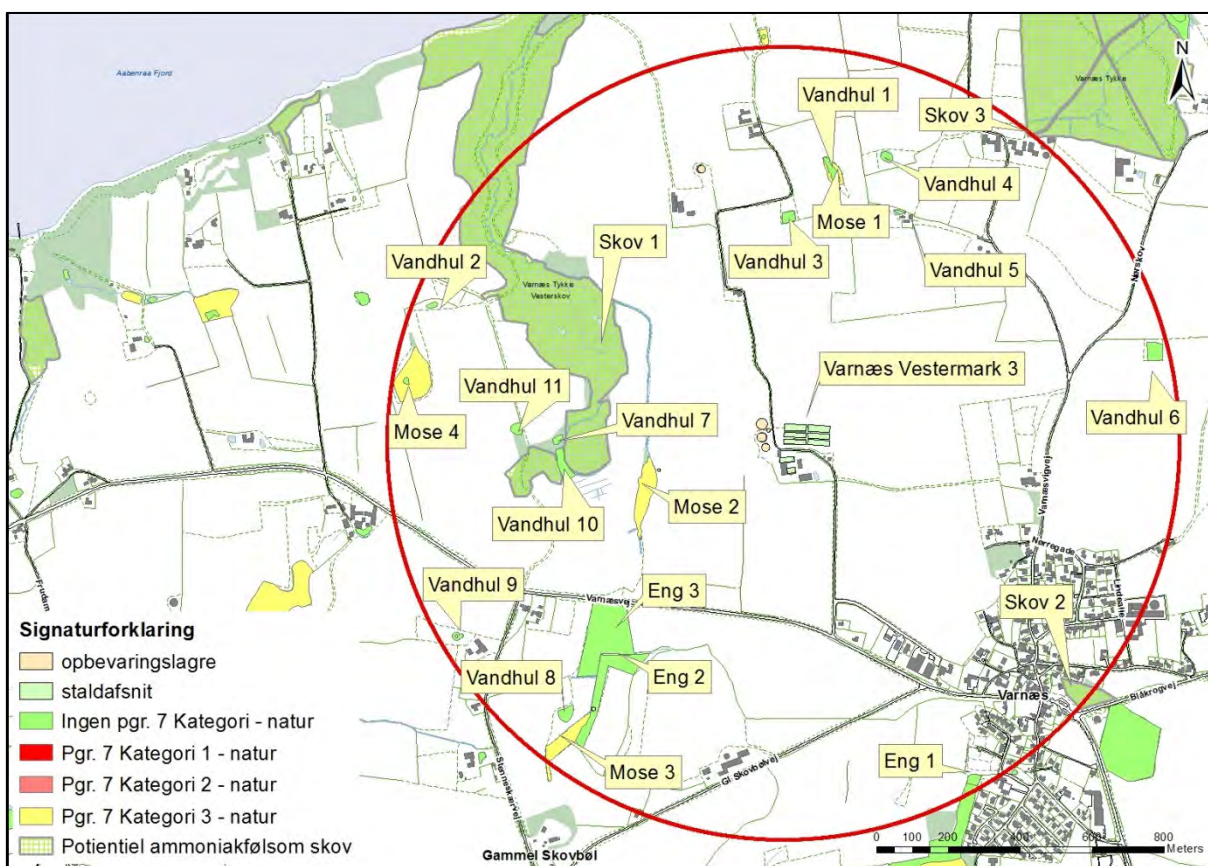 Aabenraa Fjord
Varnæs Tykke
N
Vandhul 1
Skov 3
Vandhul 4
Mose 1
Skov 1
Vandhul 2
Vandhul 3
Vandhul 5
Nørskov
Varnæs Tykke
Vesterskov
Vandhul 11
Varnæs Vestermark 3
Mose 4
Vandhul 7
Vandhul 6
Mose 2
Vandhul 10
Varnæsvigvej
Nørregade
Vandhul 9
Varnæsvej
Eng 3
Lindealle
Frudam
Skov 2
Signaturforklaring
opbevaringslagre
staldafsnit
Ingen pgr. 7 Kategori - natur
Pgr. 7 Kategori 1 - natur
Pgr. 7 Kategori 2 - natur
Pgr. 7 Kategori 3 - natur
Potientiel ammoniakfølsom skov
Vandhul 8
Eng 2
Varnæs
Blåkrogvej
Mose 3
Eng 1
Stønneskærvej
Gl. Skovbølvej
Gammel Skovbøl
0 100 200 400 600 800
Meters